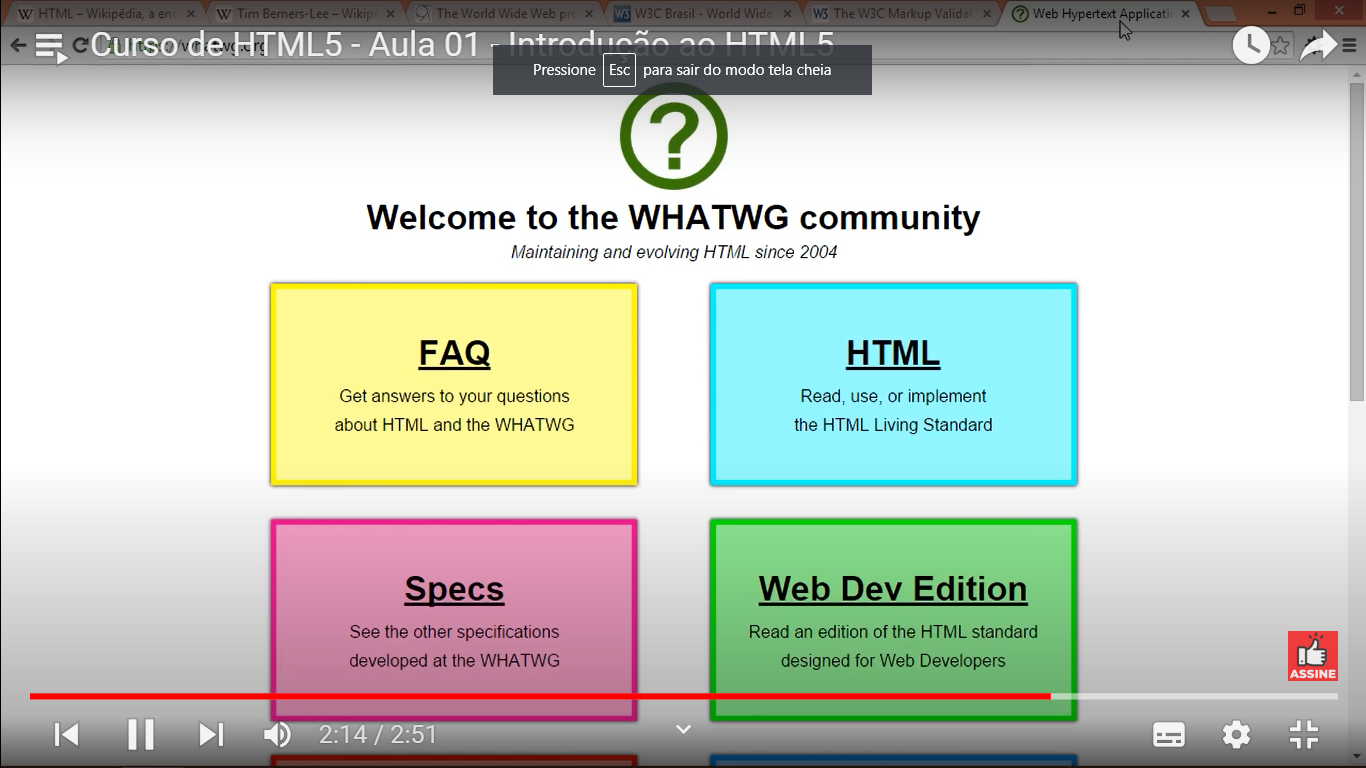 HTML – Wikipédia, a en
Tim Berners-Lee – Wikip
The World Wide Web pr
W3C Brasil - World Wide
The W3C Markup Validat
Web Hypertext Applicati
Curso de HTML5 - Aula 01 - Introdução ao HTML5
Pressione Esc para sair do modo tela cheia
?
Welcome to the WHATWG community
Maintaining and evolving HTML since 2004
FAQ
Get answers to your questions
about HTML and the WHATWG
HTML
Read, use, or implement
the HTML Living Standard
Specs
See the other specifications
developed at the WHATWG
Web Dev Edition
Read an edition of the HTML standard
designed for Web Developers
ASSINE
2:14 / 2:51